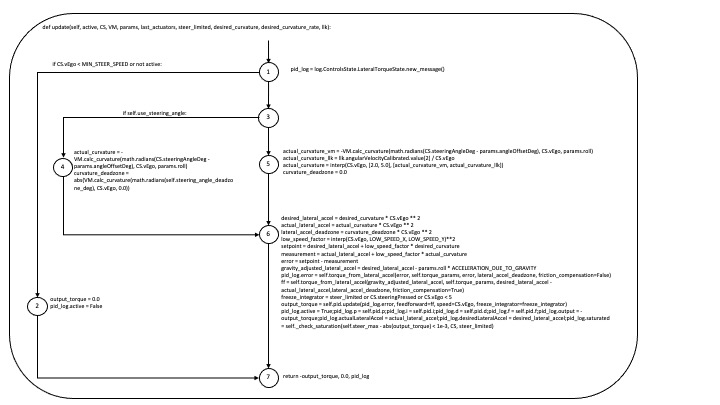 def update(self, active, CS, VM, params, last_actuators, steer_limited, desired_curvature, desired_curvature_rate, llk):
if CS.vEgo < MIN_STEER_SPEED or not active:
1
pid_log = log.ControlsState.LateralTorqueState.new_message()
if self.use_steering_angle:
3
4
actual_curvature = -
VM.calc_curvature(math.radians(CS.steeringAngleDeg -
params.angleOffsetDeg), CS.vEgo, params.roll)
curvature_deadzone =
abs(VM.calc_curvature(math.radians(self.steering_angle_deadzo
ne_deg), CS.vEgo, 0.0))
5
actual_curvature_vm = -VM.calc_curvature(math.radians(CS.steeringAngleDeg - params.angleOffsetDeg), CS.vEgo, params.roll)
actual_curvature_llk = llk.angularVelocityCalibrated.value[2] / CS.vEgo
actual_curvature = interp(CS.vEgo, [2.0, 5.0], [actual_curvature_vm, actual_curvature_llk])
curvature_deadzone = 0.0
6
desired_lateral_accel = desired_curvature * CS.vEgo ** 2
actual_lateral_accel = actual_curvature * CS.vEgo ** 2
lateral_accel_deadzone = curvature_deadzone * CS.vEgo ** 2
low_speed_factor = interp(CS.vEgo, LOW_SPEED_X, LOW_SPEED_Y)**2
setpoint = desired_lateral_accel + low_speed_factor * desired_curvature
measurement = actual_lateral_accel + low_speed_factor * actual_curvature
error = setpoint - measurement
gravity_adjusted_lateral_accel = desired_lateral_accel - params.roll * ACCELERATION_DUE_TO_GRAVITY
pid_log.error = self.torque_from_lateral_accel(error, self.torque_params, error, lateral_accel_deadzone, friction_compensation=False)
ff = self.torque_from_lateral_accel(gravity_adjusted_lateral_accel, self.torque_params, desired_lateral_accel -
actual_lateral_accel,lateral_accel_deadzone, friction_compensation=True)
freeze_integrator = steer_limited or CS.steeringPressed or CS.vEgo < 5
output_torque = self.pid.update(pid_log.error, feedforward=ff, speed=CS.vEgo, freeze_integrator=freeze_integrator)
pid_log.active = True;pid_log.p = self.pid.p;pid_log.i = self.pid.i;pid_log.d = self.pid.d;pid_log.f = self.pid.f;pid_log.output = -
output_torque;pid_log.actualLateralAccel = actual_lateral_accel;pid_log.desiredLateralAccel = desired_lateral_accel;pid_log.saturated
= self._check_saturation(self.steer_max - abs(output_torque) < 1e-3, CS, steer_limited)
2
output_torque = 0.0
pid_log.active = False
7
return -output_torque, 0.0, pid_log